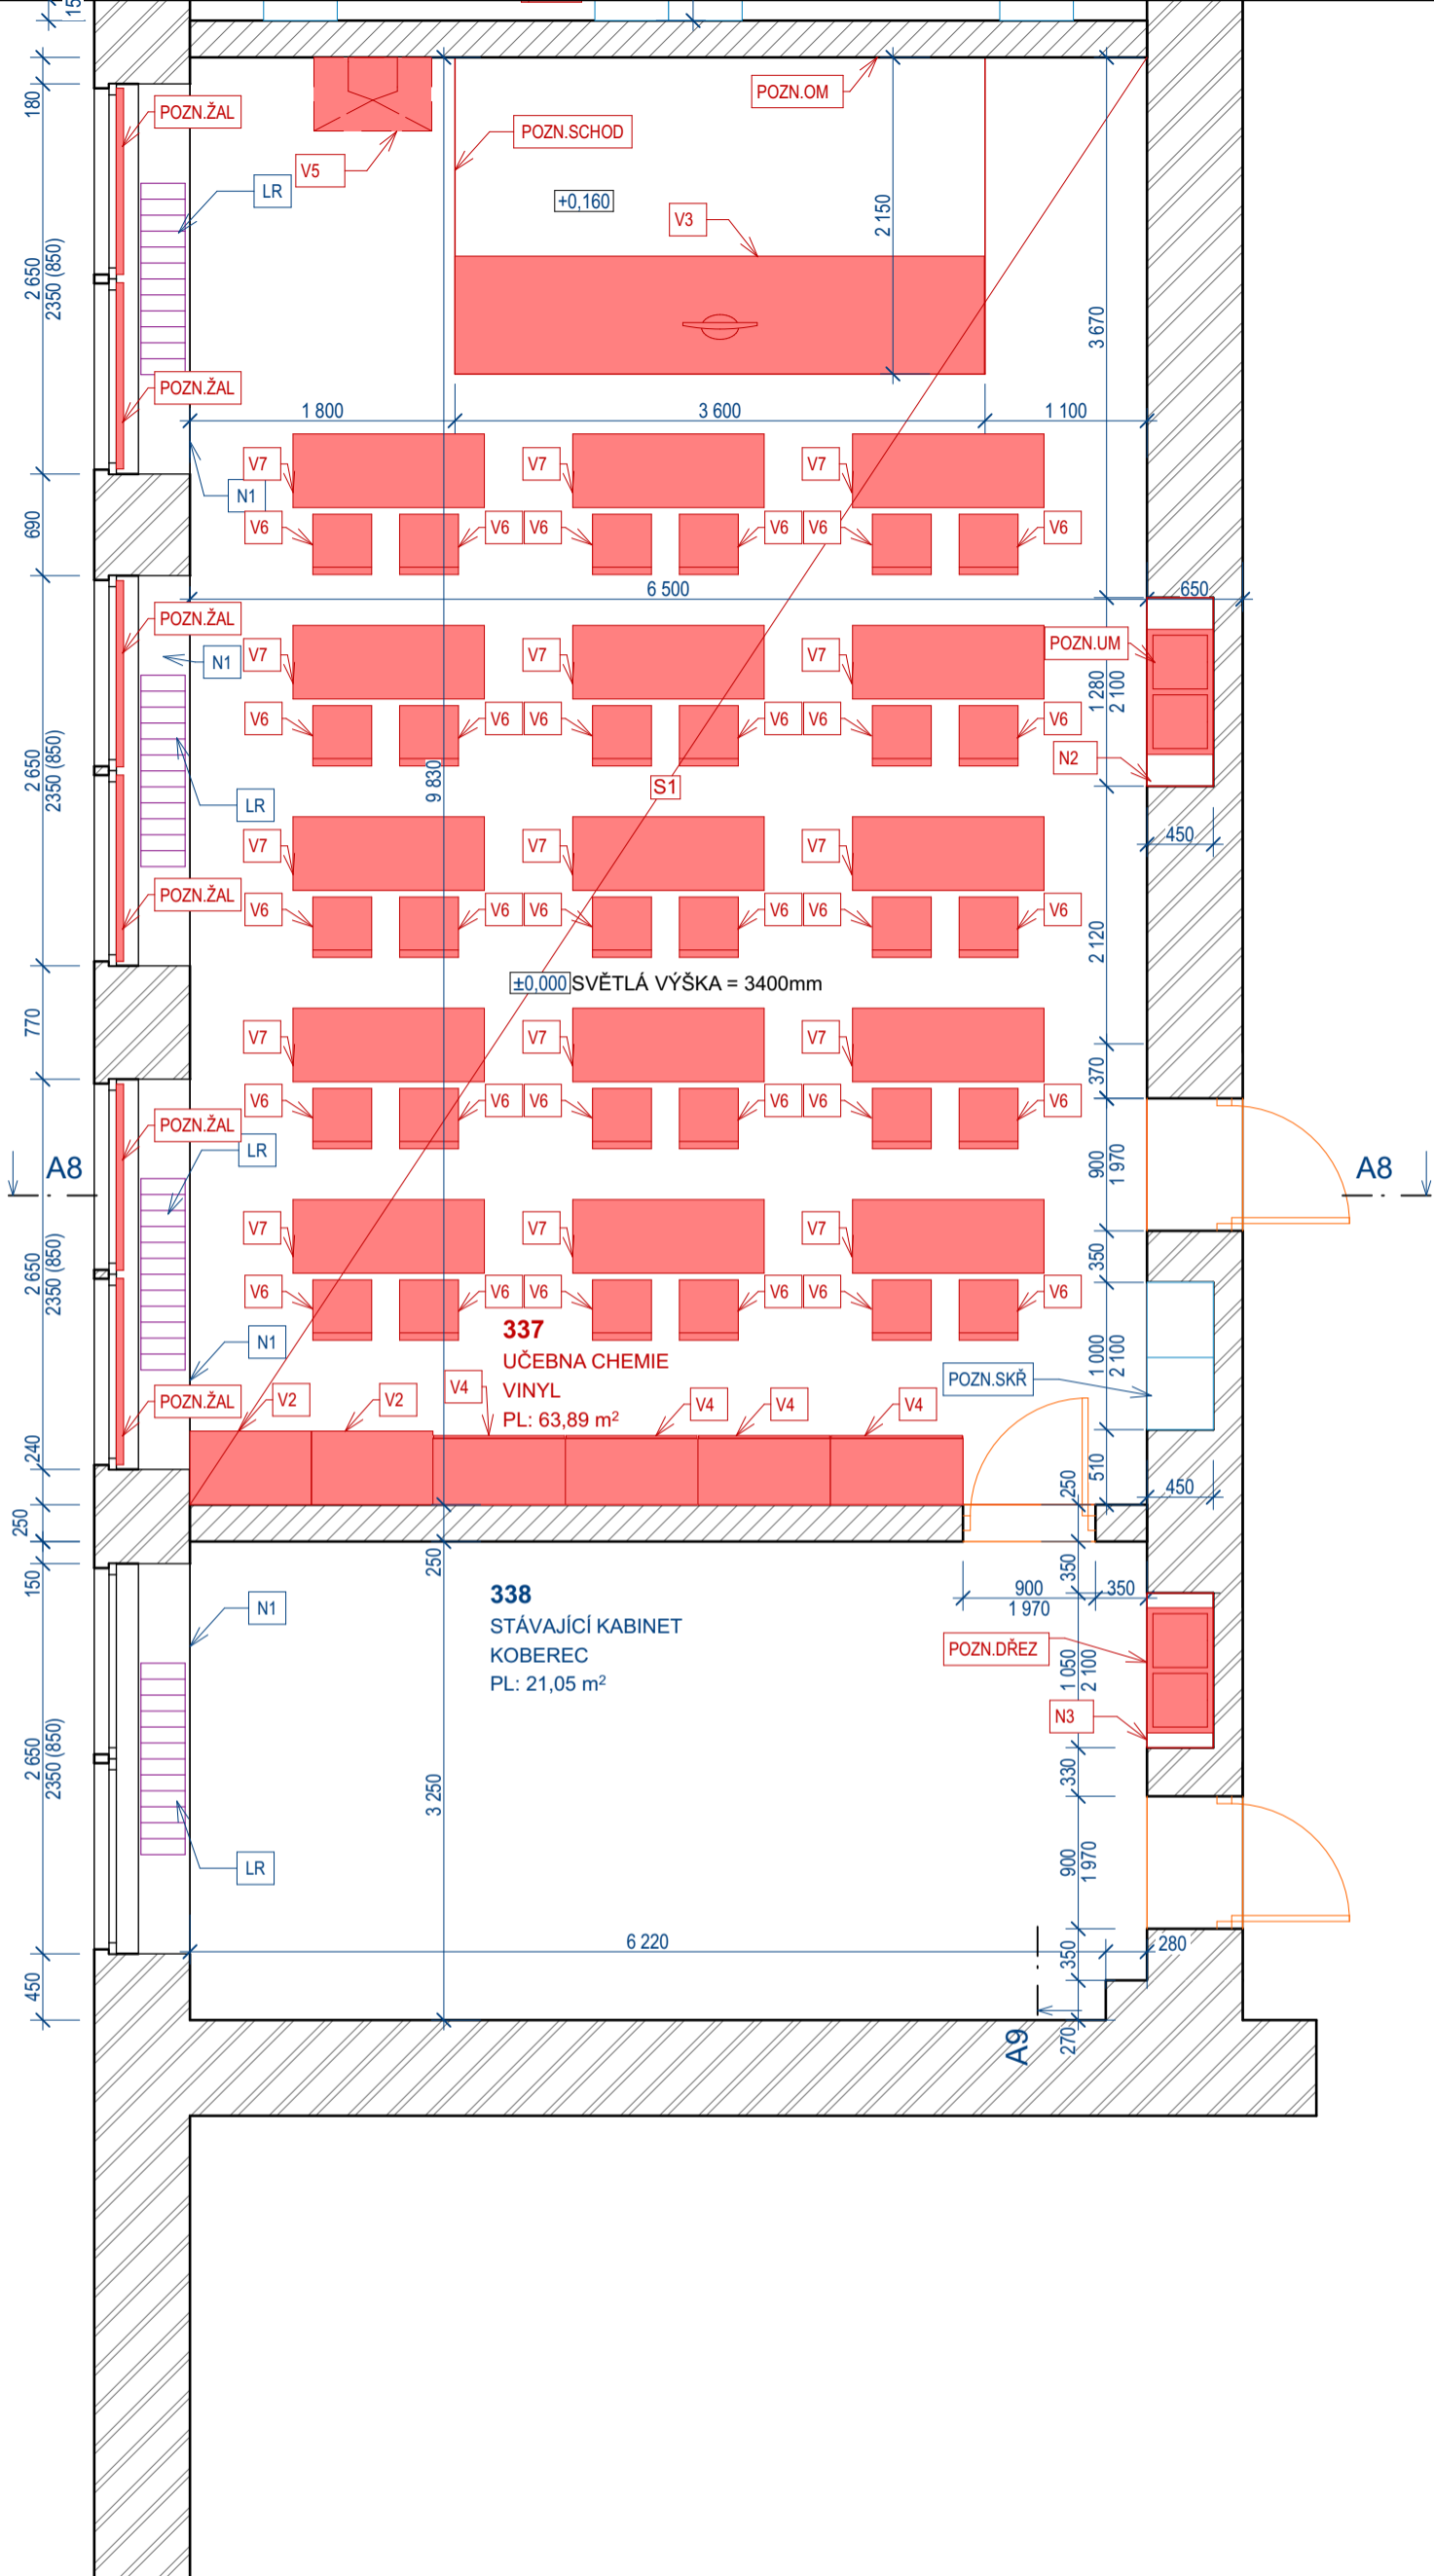 15
180
POZN.ŽAL
POZN.OM
POZN.SCHOD
V5
LR
+0,160
V3
2 150
2 650
2350 (850)
3 670
POZN.ŽAL
1 800
3 600
1 100
V7
V7
V7
N1
690
V6
V6
V6
V6
V6
V6
6 500
650
POZN.ŽAL
N1
V7
V7
V7
POZN.UM
1 280
2 100
V6
V6
V6
V6
V6
V6
2 650
2350 (850)
9 830
S1
N2
LR
450
V7
V7
V7
POZN.ŽAL
V6
V6
V6
V6
V6
V6
2 120
±0,000
SVĚTLÁ VÝŠKA = 3400mm
770
V7
V7
V7
370
V6
V6
V6
V6
V6
V6
POZN.ŽAL
LR
A8
A8
900
1 970
V7
V7
V7
2 650
2350 (850)
350
V6
V6
V6
V6
V6
V6
N1
337
UČEBNA CHEMIE
VINYL
PL: 63,89 m²
POZN.SKŘ
1 000
2 100
POZN.ŽAL
V2
V2
V4
V4
V4
V4
240
510
250
450
250
150
250
350
N1
338
STÁVAJÍCÍ KABINET
KOBEREC
PL: 21,05 m²
900
1 970
350
POZN.DŘEZ
1 050
2 100
N3
2 650
2350 (850)
3 250
330
LR
900
1 970
6 220
280
350
450
A9
270